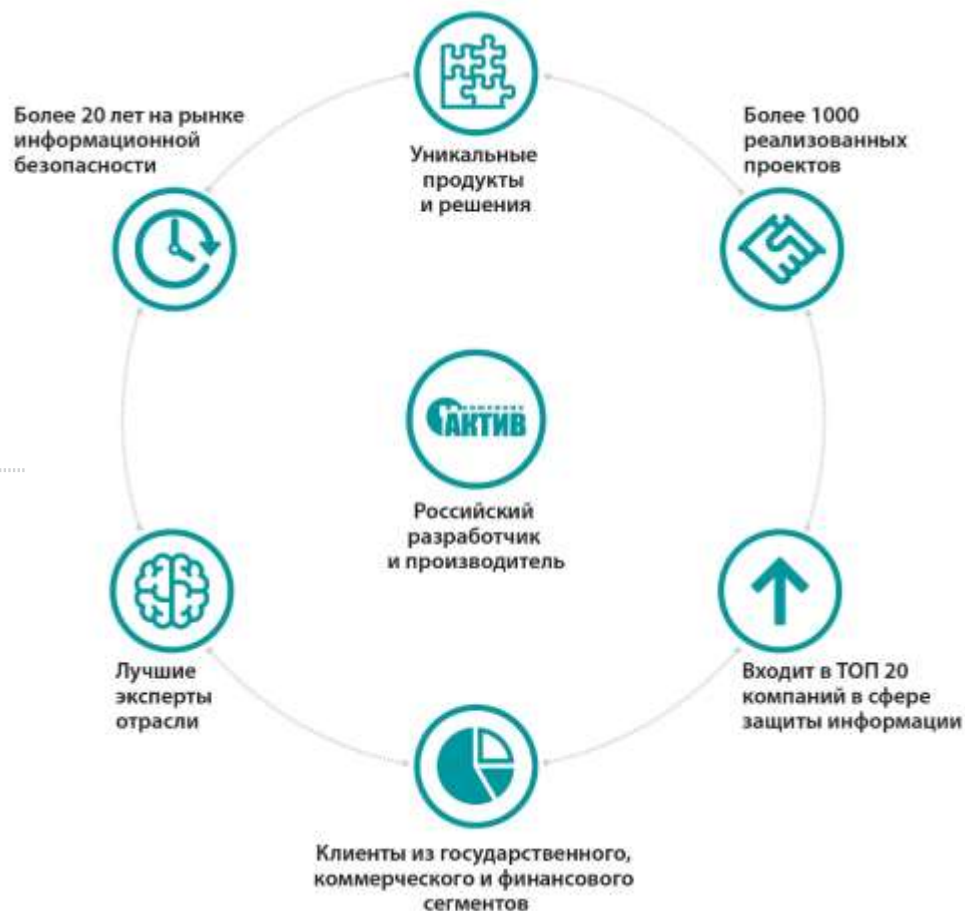 Более 20 лет на рынке
информационной
безопасности
Уникальные
продукты
и решения
Более 1000
реализованных
проектов
компания
АКТИВ
Российский
разработчик
и производитель
Лучшие
эксперты
отрасли
Входит в ТОП 20
компаний в сфере
защиты информации
Клиенты из государственного,
коммерческого и финансового
сегментов